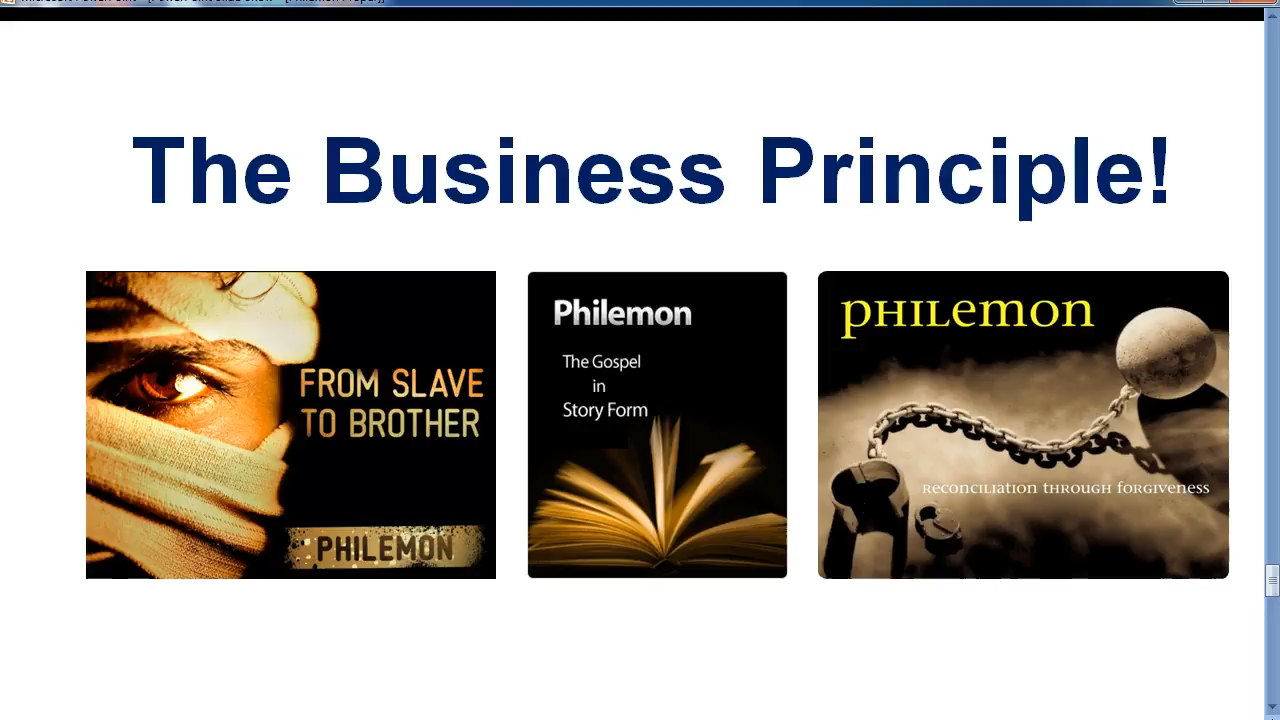 The Business Principle!
FROM SLAVE
TO BROTHER
PHILEMON
Philemon
The Gospel
in
Story Form
PHILEMON
RECONCILIATION THROUGH FORGIVENESS